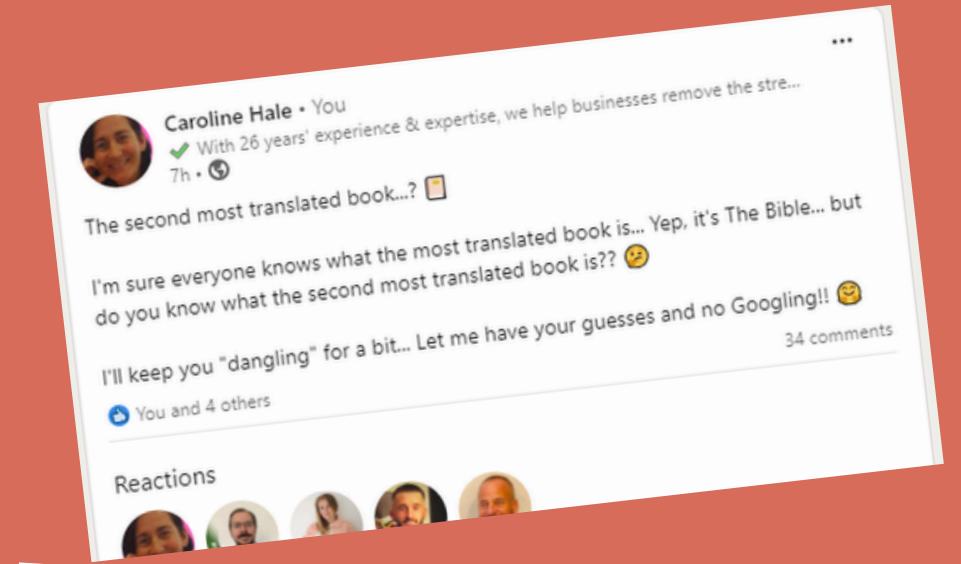 Caroline Hale • You
✔ With 26 years' experience & expertise, we help businesses remove the stre...
7h •
The second most translated book...?
I'm sure everyone knows what the most translated book is... Yep, it's The Bible... but
do you know what the second most translated book is?? 🤔
I'll keep you "dangling" for a bit... Let me have your guesses and no Googling!! 🤗
You and 4 others
34 comments
Reactions